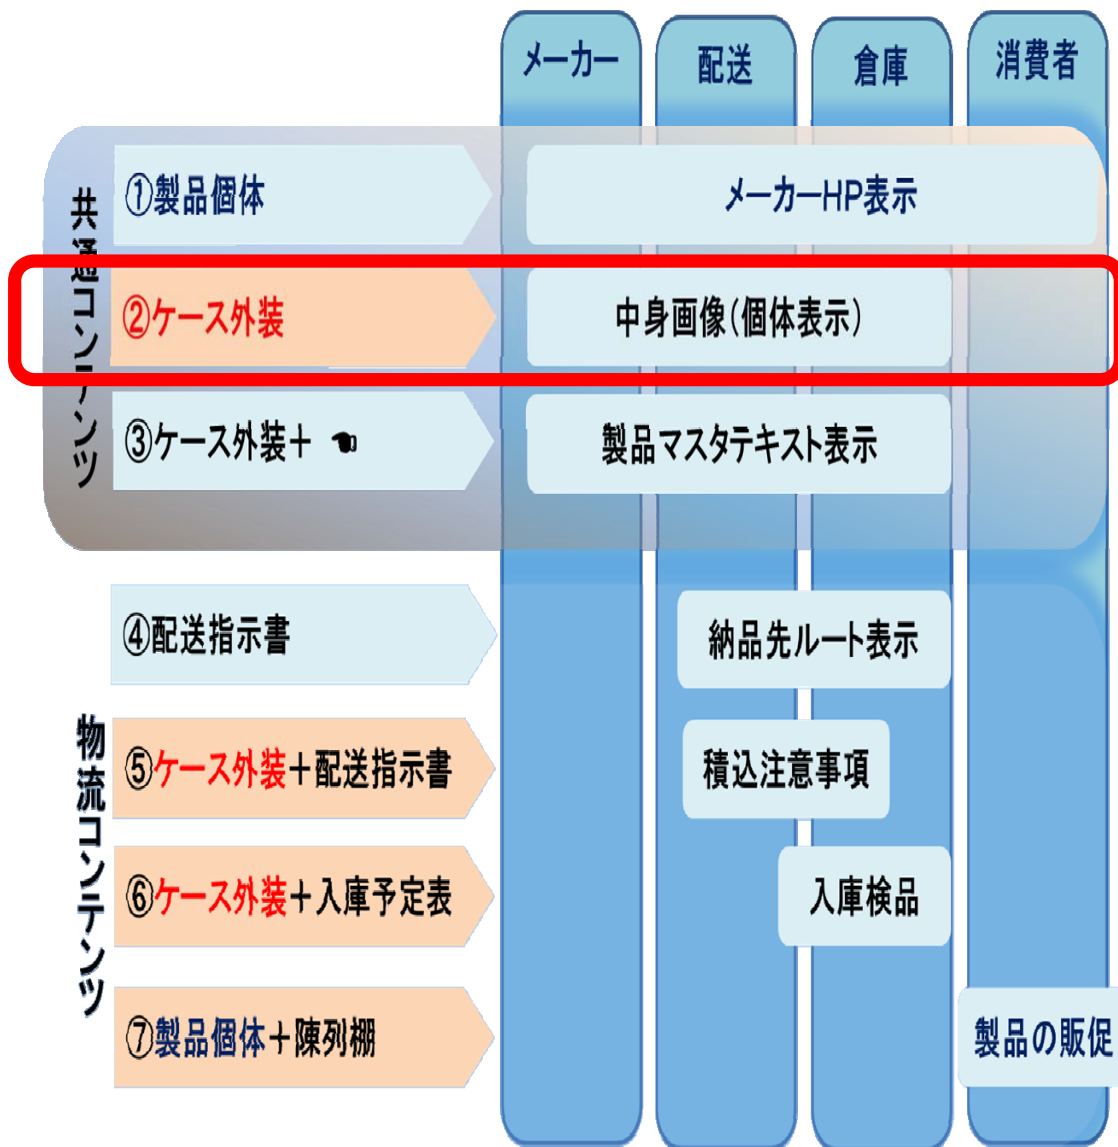 メーカー
配送
倉庫
消費者
共通コンテンツ
①製品個体
メーカーHP表示
②ケース外装
中身画像(個体表示)
③ケース外装+ ☚
製品マスタテキスト表示
物流コンテンツ
④配送指示書
納品先ルート表示
⑤ケース外装+配送指示書
積込注意事項
⑥ケース外装+入庫予定表
入庫検品
⑦製品個体+陳列棚
製品の販促